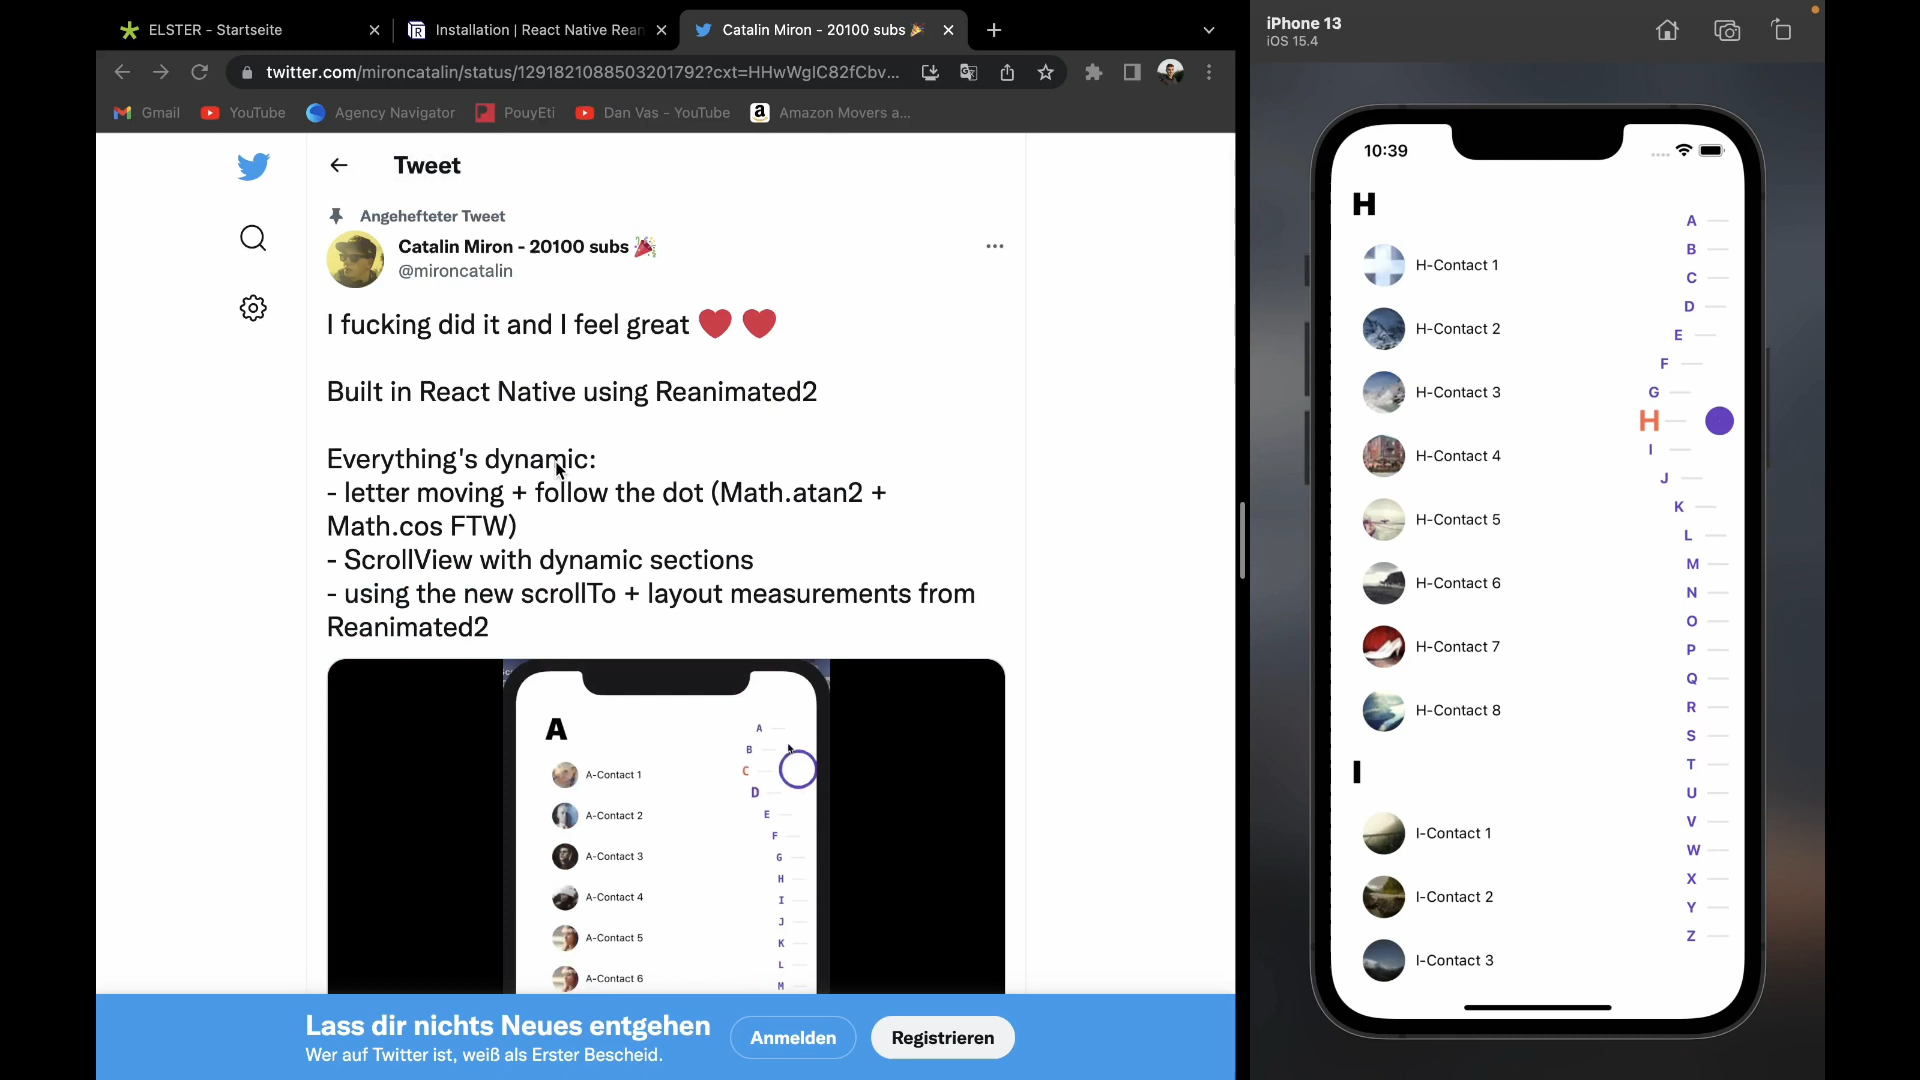 ELSTER - Startseite
Installation | React Native Rean
Catalin Miron - 20100 subs 🎉
twitter.com/mironcatalin/status/1291821088503201792?cxt=HHwWgIC82fCbv...
Gmail
YouTube
Agency Navigator
PouyEti
Dan Vas - YouTube
Amazon Movers a...
Tweet
Angehefteter Tweet
Catalin Miron - 20100 subs 🎉
@mironcatalin
I fucking did it and I feel great ❤️ ❤️
Built in React Native using Reanimated2
Everything's dynamic:
- letter moving + follow the dot (Math.atan2 +
Math.cos FTW)
- ScrollView with dynamic sections
- using the new scrollTo + layout measurements from
Reanimated2
A
A-Contact 1
A-Contact 2
A-Contact 3
A-Contact 4
A-Contact 5
A-Contact 6
A
B
C
D
E
F
G
H
I
J
K
L
M
Lass dir nichts Neues entgehen
Wer auf Twitter ist, weiß als Erster Bescheid.
Anmelden
Registrieren
iPhone 13
iOS 15.4
10:39
H
H-Contact 1
H-Contact 2
H-Contact 3
H-Contact 4
H-Contact 5
H-Contact 6
H-Contact 7
H-Contact 8
I
I-Contact 1
I-Contact 2
I-Contact 3
A
B
C
D
E
F
G
H
I
J
K
L
M
N
O
P
Q
R
S
T
U
V
W
X
Y
Z